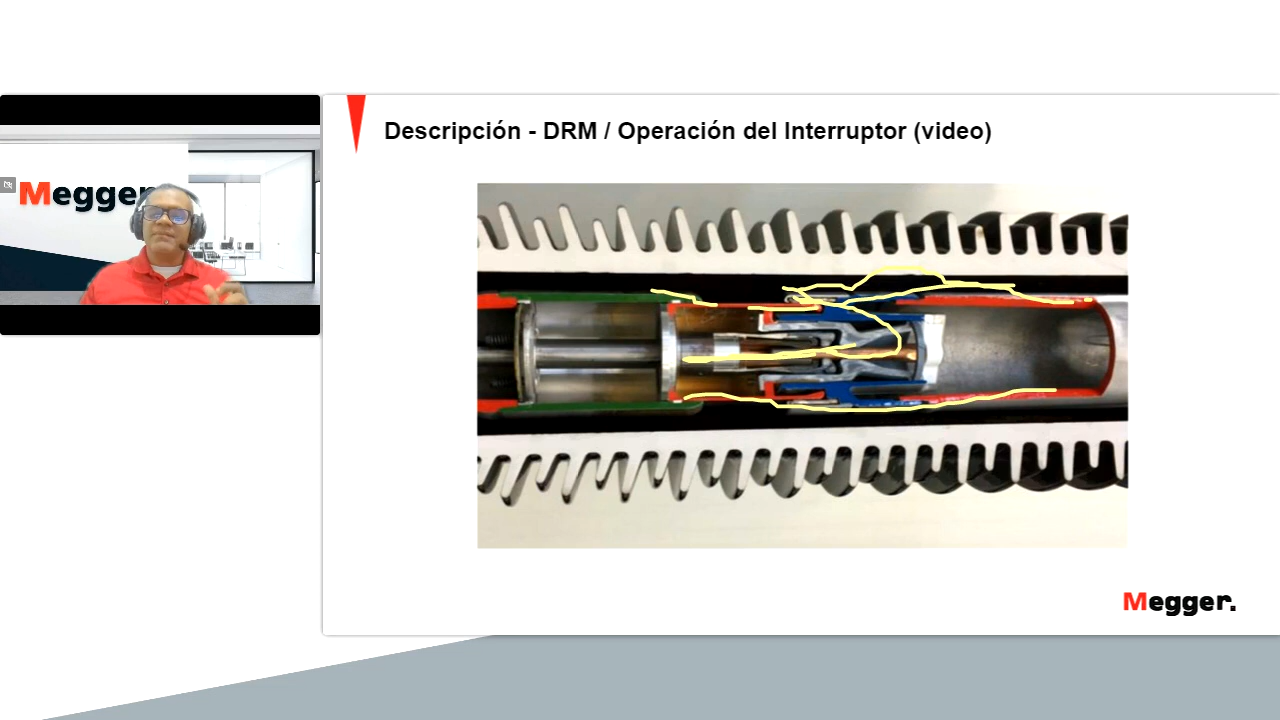 Megger
Descripción - DRM / Operación del Interruptor (video)
Megger.